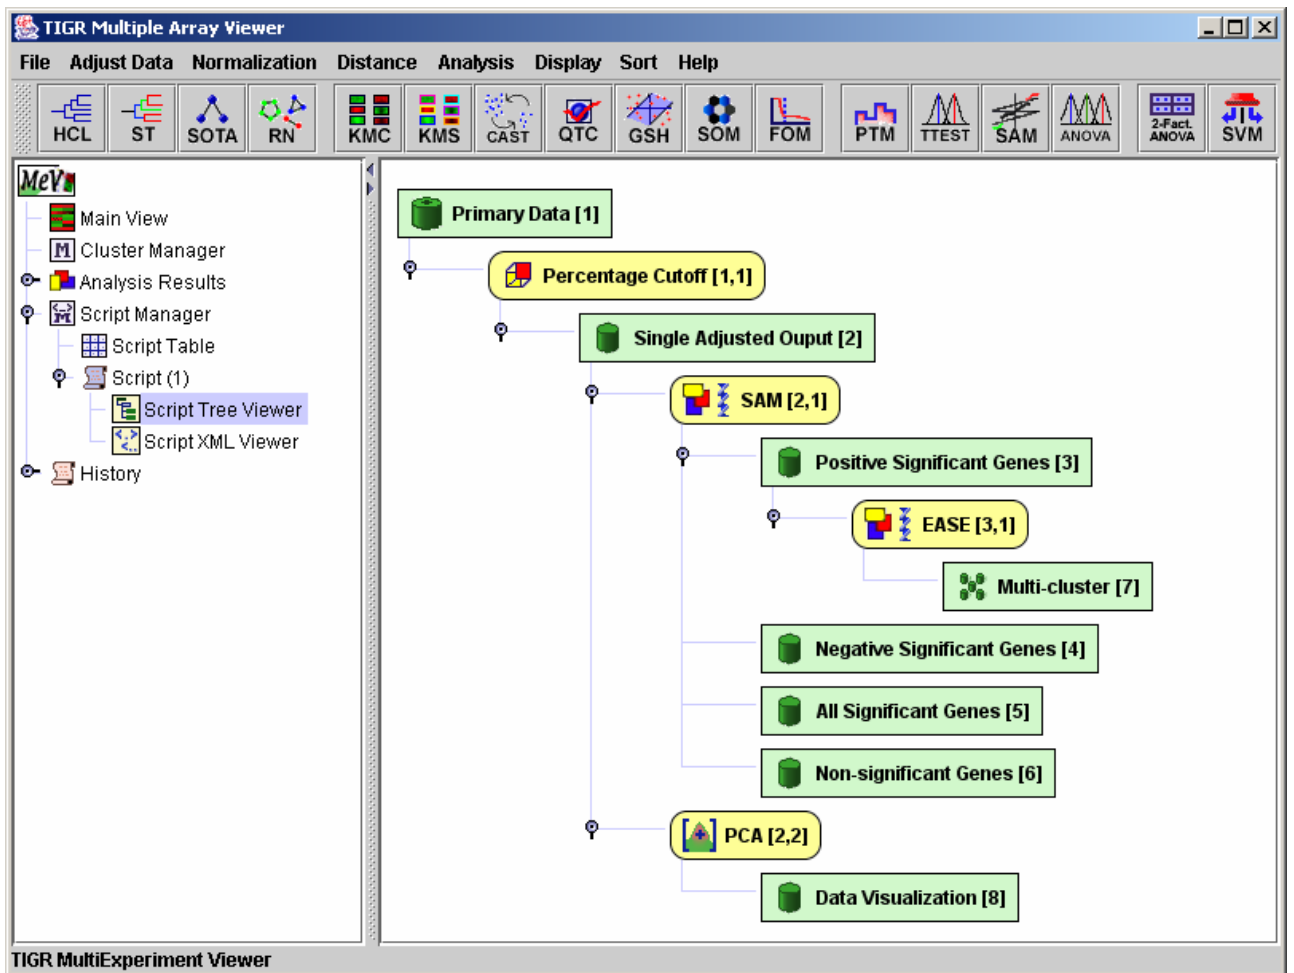 TIGR Multiple Array Viewer
File Adjust Data Normalization Distance Analysis Display Sort Help
HCL ST SOTA RN KMC KMS CAST QTC GSH SOM FOM PTM TTEST SAM ANOVA 2-Fact. ANOVA SVM
MeV
Main View
M Cluster Manager
Analysis Results
Script Manager
Script Table
Script (1)
Script Tree Viewer
Script XML Viewer
History
Primary Data [1]
Percentage Cutoff [1,1]
Single Adjusted Ouput [2]
SAM [2,1]
Positive Significant Genes [3]
EASE [3,1]
Multi-cluster [7]
Negative Significant Genes [4]
All Significant Genes [5]
Non-significant Genes [6]
PCA [2,2]
Data Visualization [8]
TIGR MultiExperiment Viewer